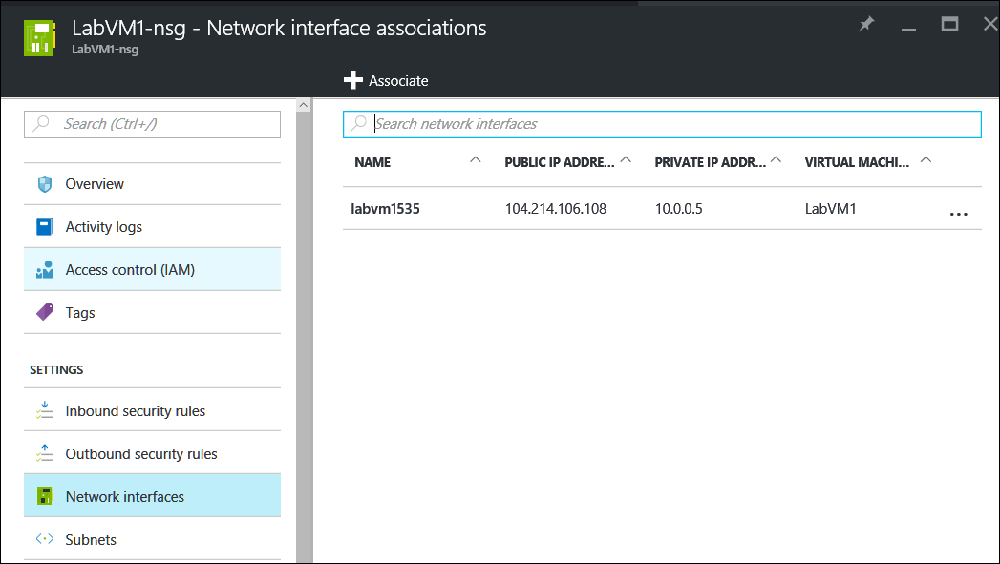 LabVM1-nsg - Network interface associations
LabVM1-nsg
Associate
Search (Ctrl+/)
Overview
Activity logs
Access control (IAM)
Tags
SETTINGS
Inbound security rules
Outbound security rules
Network interfaces
Subnets
Search network interfaces
NAME PUBLIC IP ADDRE... PRIVATE IP ADDR... VIRTUAL MACHI...
labvm1535 104.214.106.108 10.0.0.5 LabVM1 ...